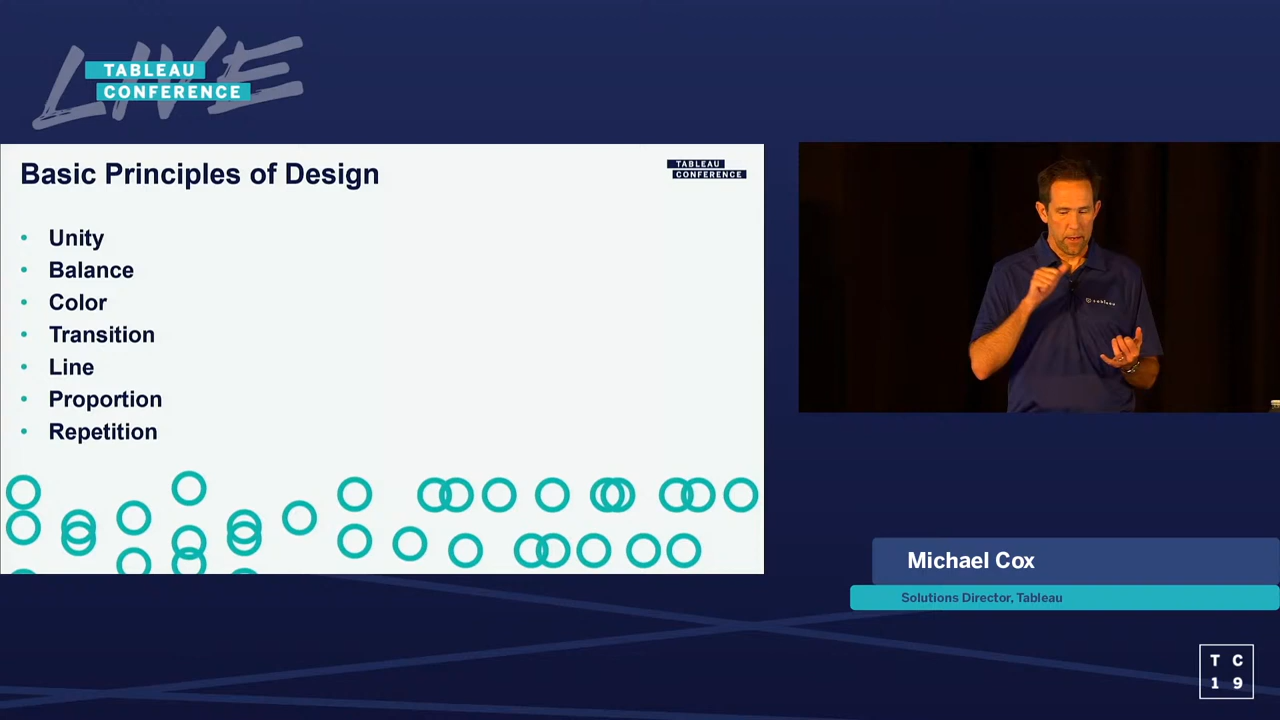 LIVE
TABLEAU
CONFERENCE
Basic Principles of Design
TABLEAU
CONFERENCE
• Unity
• Balance
• Color
• Transition
• Line
• Proportion
• Repetition
tableau
Michael Cox
Solutions Director, Tableau
T C
1 9